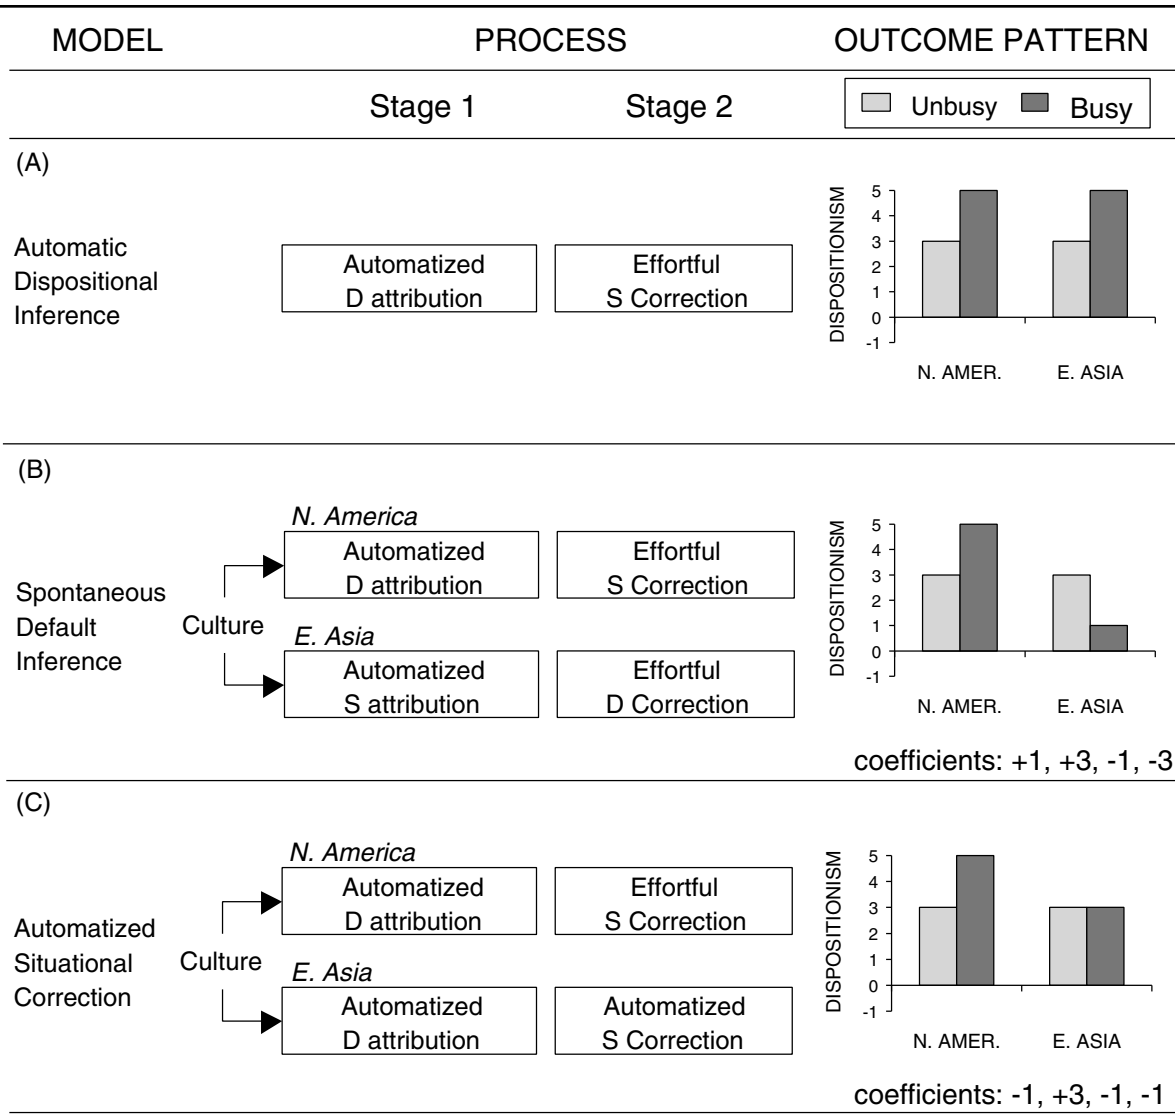 MODEL PROCESS OUTCOME PATTERN
Stage 1 Stage 2 Unbusy Busy
(A)
Automatic
Dispositional
Inference
Automatized
D attribution
Effortful
S Correction
DISPOSITIONISM
5
4
3
2
1
0
-1
N. AMER. E. ASIA
(B)
Spontaneous
Default
Inference
Culture
N. America
Automatized
D attribution
Effortful
S Correction
E. Asia
Automatized
S attribution
Effortful
D Correction
DISPOSITIONISM
5
4
3
2
1
0
-1
N. AMER. E. ASIA
coefficients: +1, +3, -1, -3
(C)
Automatized
Situational
Correction
Culture
N. America
Automatized
D attribution
Effortful
S Correction
E. Asia
Automatized
D attribution
Automatized
S Correction
DISPOSITIONISM
5
4
3
2
1
0
-1
N. AMER. E. ASIA
coefficients: -1, +3, -1, -1